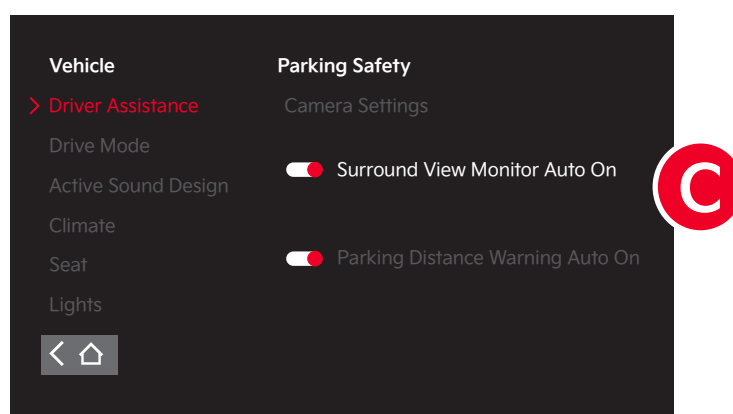 Vehicle
Driver Assistance
Drive Mode
Active Sound Design
Climate
Seat
Lights
Parking Safety
Camera Settings
Surround View Monitor Auto On
Parking Distance Warning Auto On
C